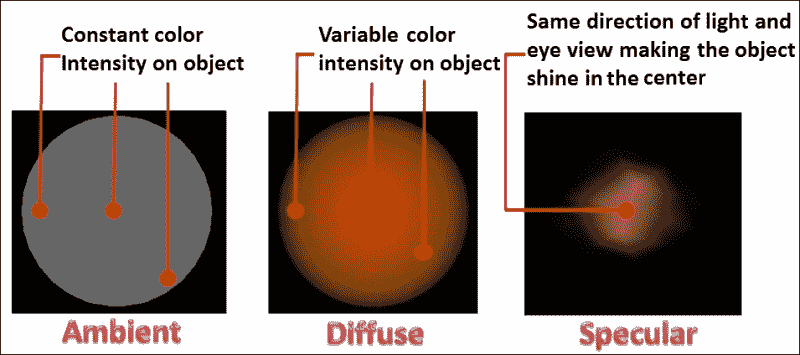 Constant color
Intensity on object
Variable color
intensity on object
Same direction of light and
eye view making the object
shine in the center
Ambient
Diffuse
Specular